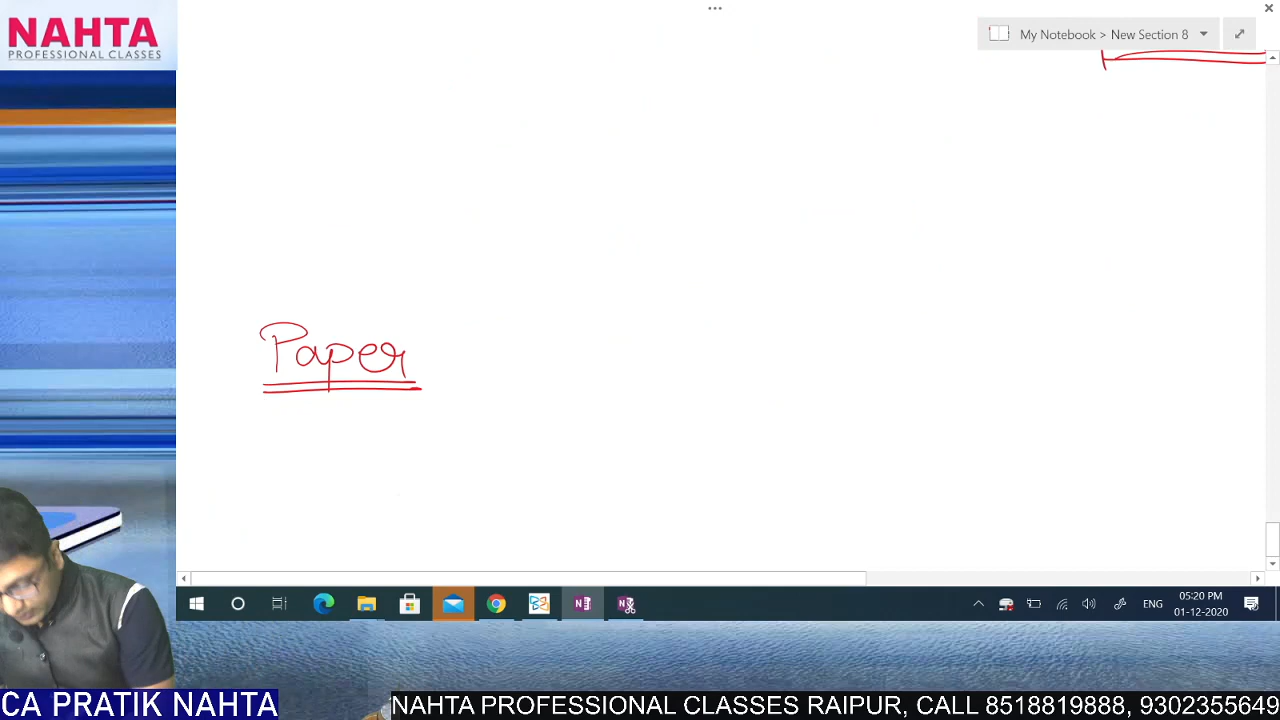 NAHTA
PROFESSIONAL CLASSES
My Notebook > New Section 8
Paper
ENG
05:20 PM
01-12-2020
CA PRATIK NAHTA
NAHTA PROFESSIONAL CLASSES RAIPUR, CALL 8518819888, 9302355649